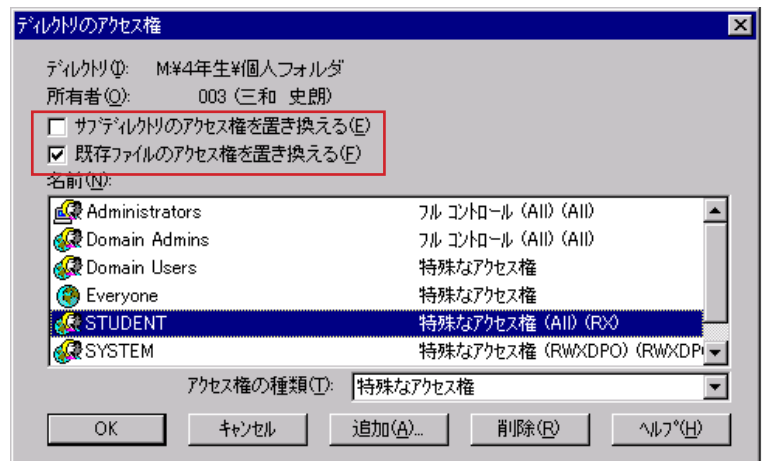 ディレクトリのアクセス権
ディレクトリ(D): M:¥4年生¥個人フォルダ
所有者(O): 003 (三和 史朗)
サブディレクトリのアクセス権を置き換える(E)
既存ファイルのアクセス権を置き換える(F)
名前(N):
Administrators フル コントロール (All) (All)
Domain Admins フル コントロール (All) (All)
Domain Users 特殊なアクセス権
Everyone 特殊なアクセス権
STUDENT 特殊なアクセス権 (All) (RX)
SYSTEM 特殊なアクセス権 (RWXDPO) (RWXDP
アクセス権の種類(T): 特殊なアクセス権
OK キャンセル 追加(A)... 削除(R) ヘルプ(H)